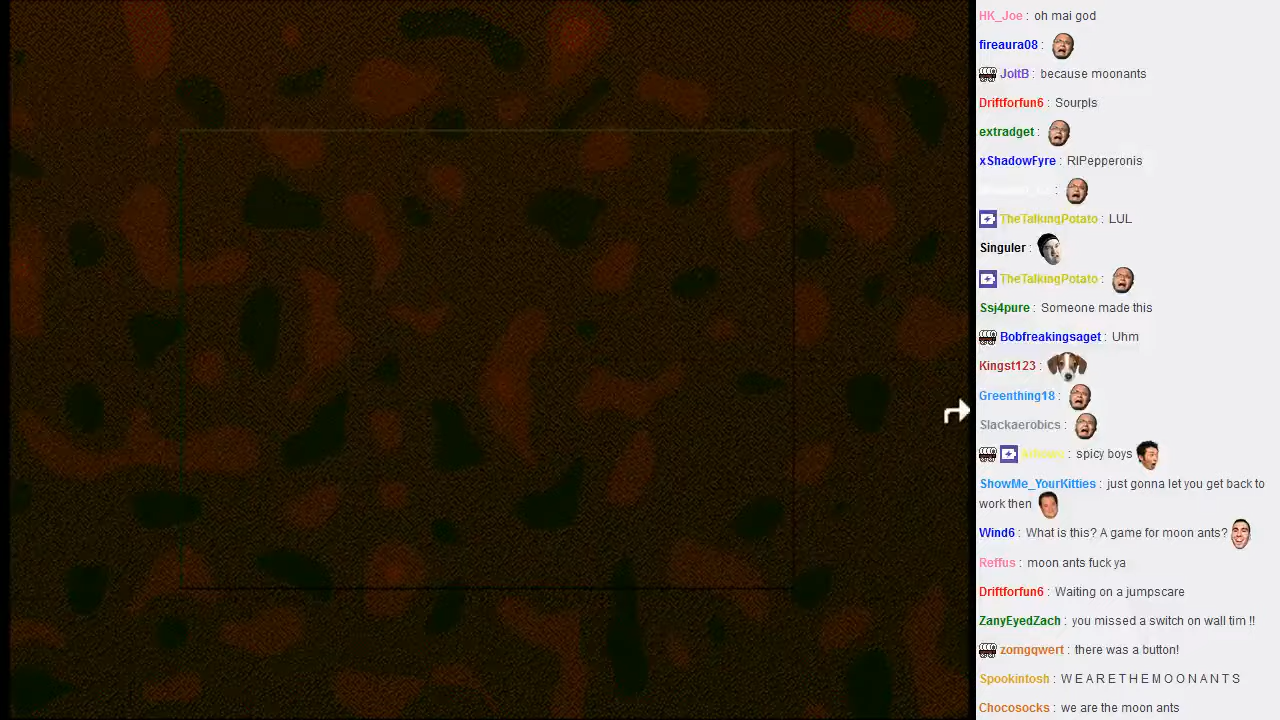 HK_Joe : oh mai god
fireaura08 :
JoltB : because moonants
Driftforfun6 : Sourpls
extradget :
xShadowFyre : RIPepperonis
TheTalkingPotato : LUL
Singuler :
TheTalkingPotato :
Ssj4pure : Someone made this
Bobfreakingsaget : Uhm
Kingst123 :
Greenthing18 :
Slackaerobics :
: spicy boys
ShowMe_YourKitties : just gonna let you get back to
work then
Wind6 : What is this? A game for moon ants?
Reffus : moon ants fuck ya
Driftforfun6 : Waiting on a jumpscare
ZanyEyedZach : you missed a switch on wall tim !!
zomgqwert : there was a button!
Spookintosh : W E A R E T H E M O O N A N T S
Chocosocks : we are the moon ants